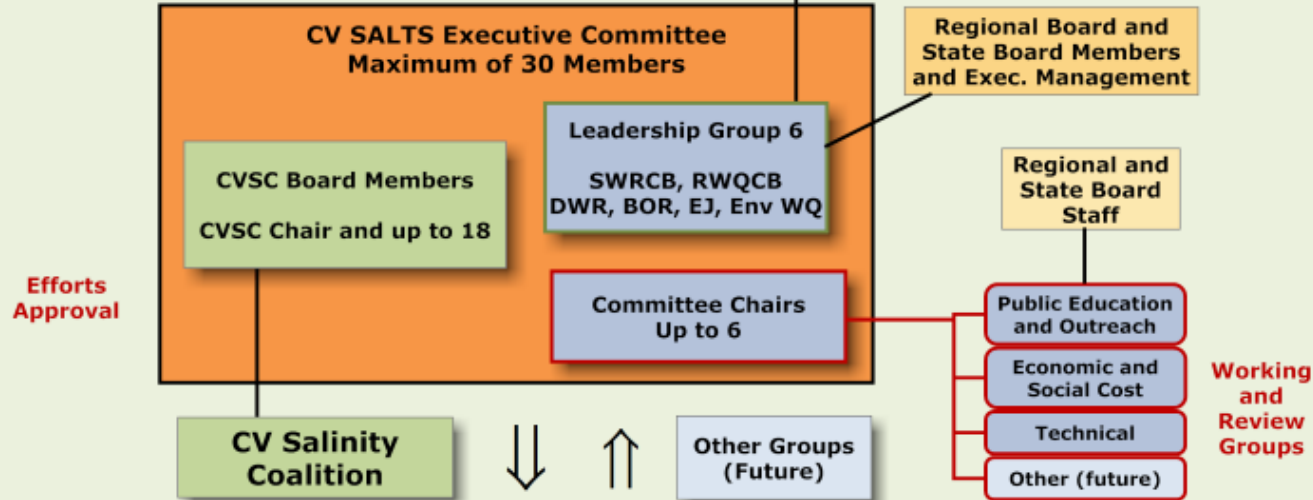 CV SALTS Executive Committee
Maximum of 30 Members
Regional Board and
State Board Members
and Exec. Management
Leadership Group 6
SWRCB, RWQCB
DWR, BOR, EJ, Env WQ
CVSC Board Members
CVSC Chair and up to 18
Regional and
State Board
Staff
Efforts
Approval
Committee Chairs
Up to 6
Public Education
and Outreach
Economic and
Social Cost
Technical
Other (future)
Working
and
Review
Groups
CV Salinity
Coalition
Other Groups
(Future)